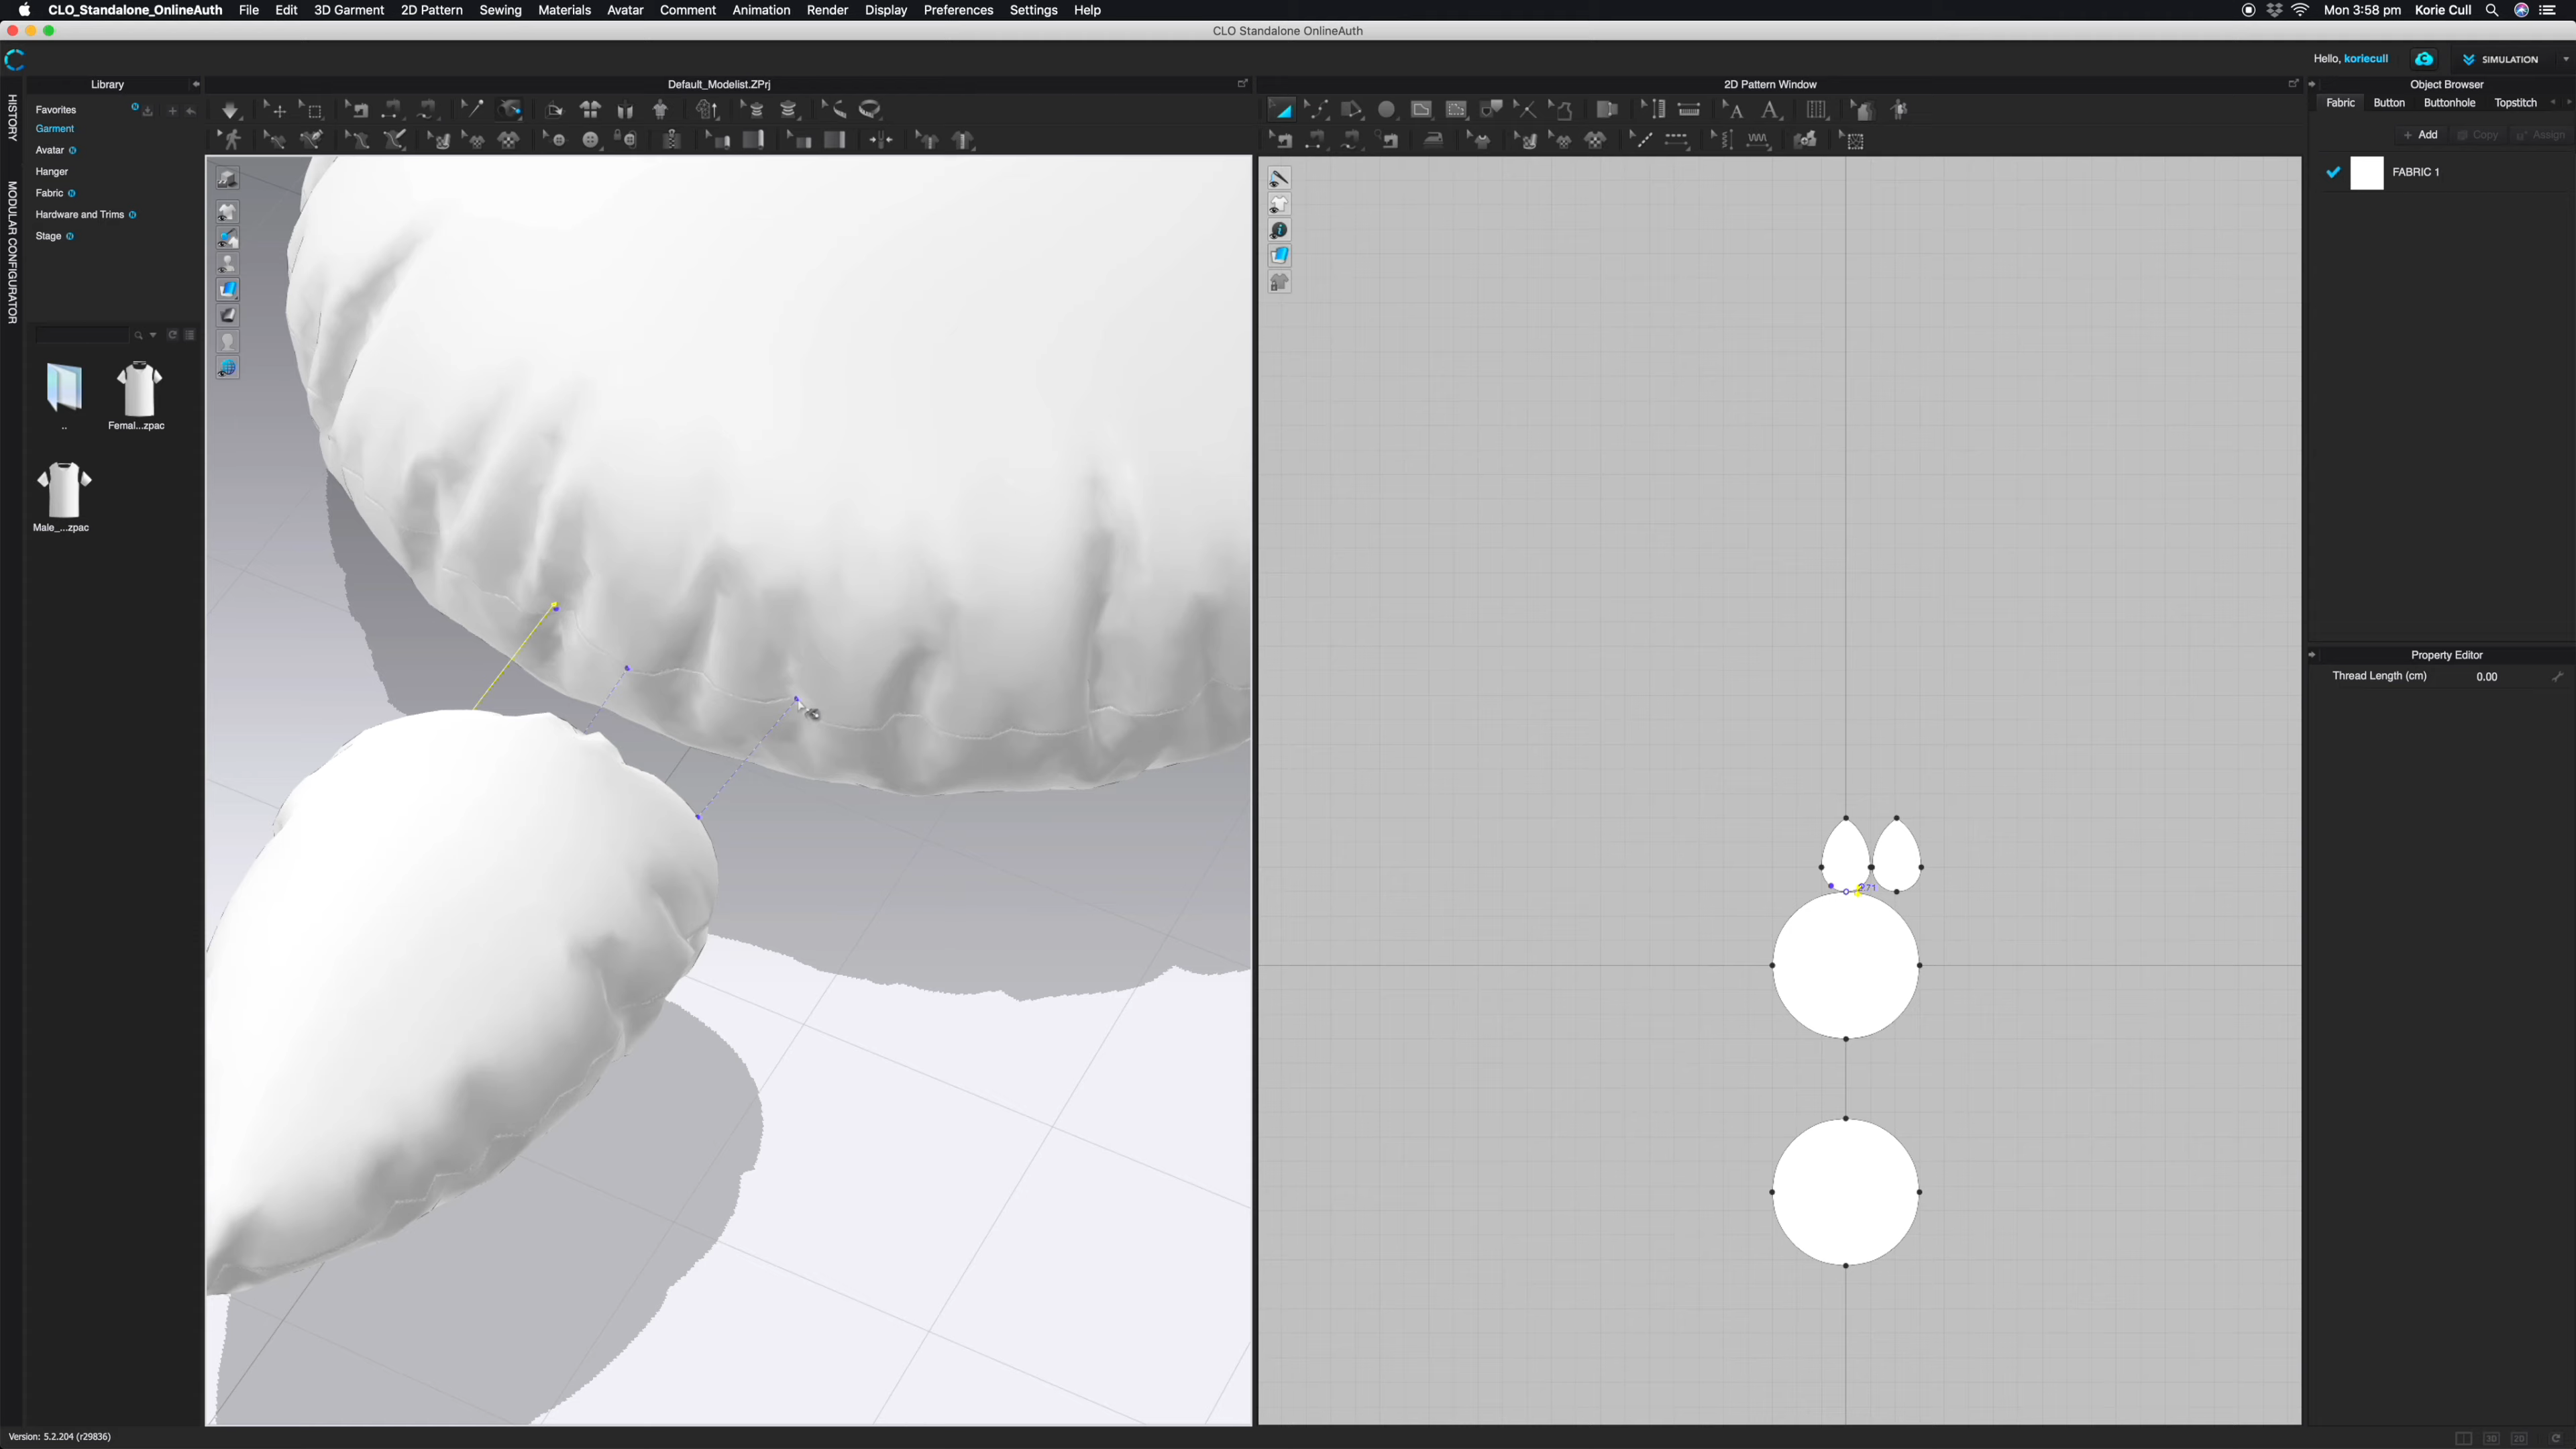 CLO_Standalone_OnlineAuth File Edit 3D Garment 2D Pattern Sewing Materials Avatar Comment Animation Render Display Preferences Settings Help Mon 3:58 pm Korie Cull
CLO Standalone OnlineAuth
Hello, koriecull SIMULATION
Library Default_Modelist.ZPrj 2D Pattern Window Object Browser
HISTORY
MODULAR CONFIGURATOR
Favorites
Garment
Avatar N
Hanger
Fabric N
Hardware and Trims N
Stage N
..
Femal...zpac
Male_...zpac
Fabric Button Buttonhole Topstitch
+ Add Copy Assign
FABRIC 1
Property Editor
Thread Length (cm) 0.00
Version: 5.2.204 (r29836)
3D 2D